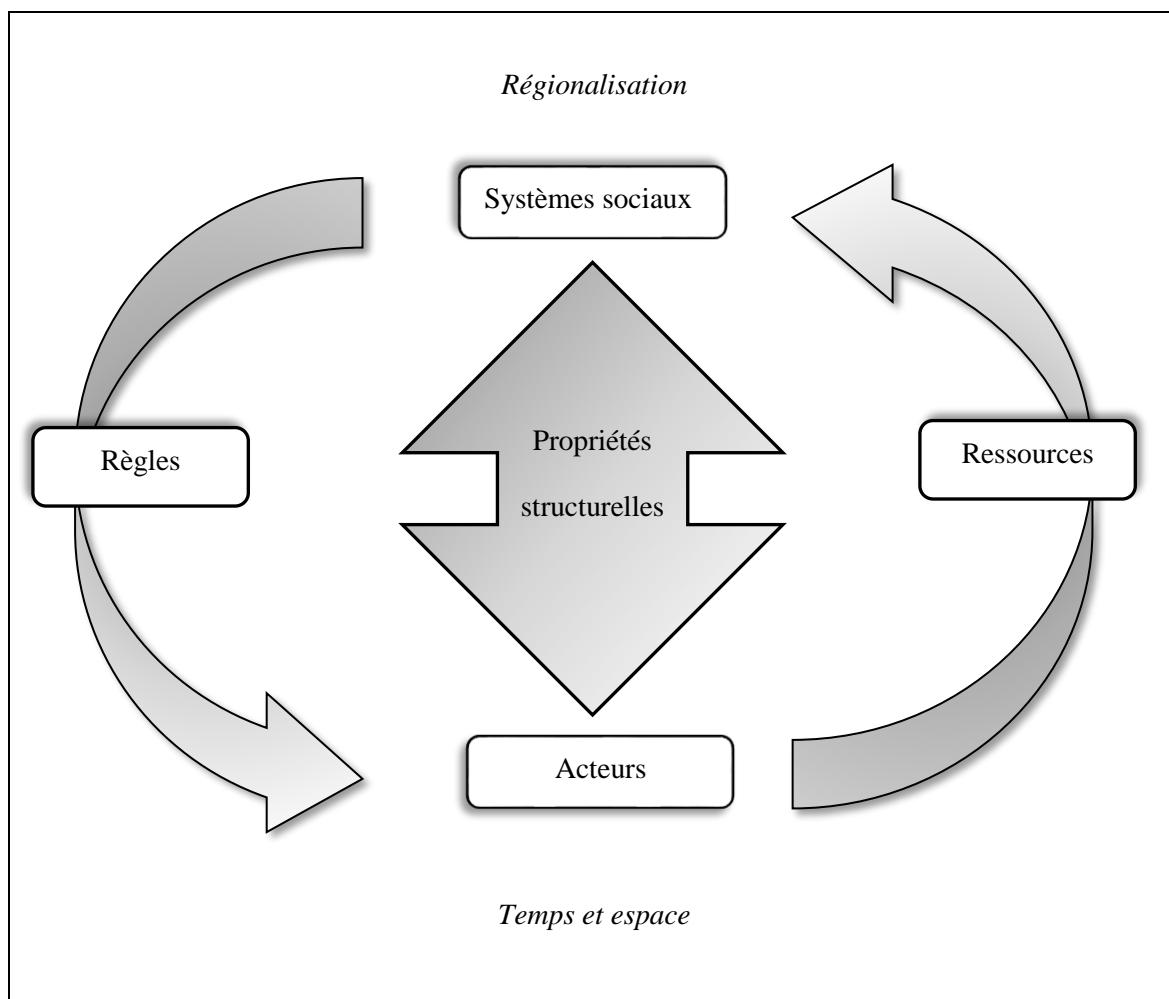 Régionalisation
Systèmes sociaux
Règles
Propriétés
structurelles
Ressources
Acteurs
Temps et espace